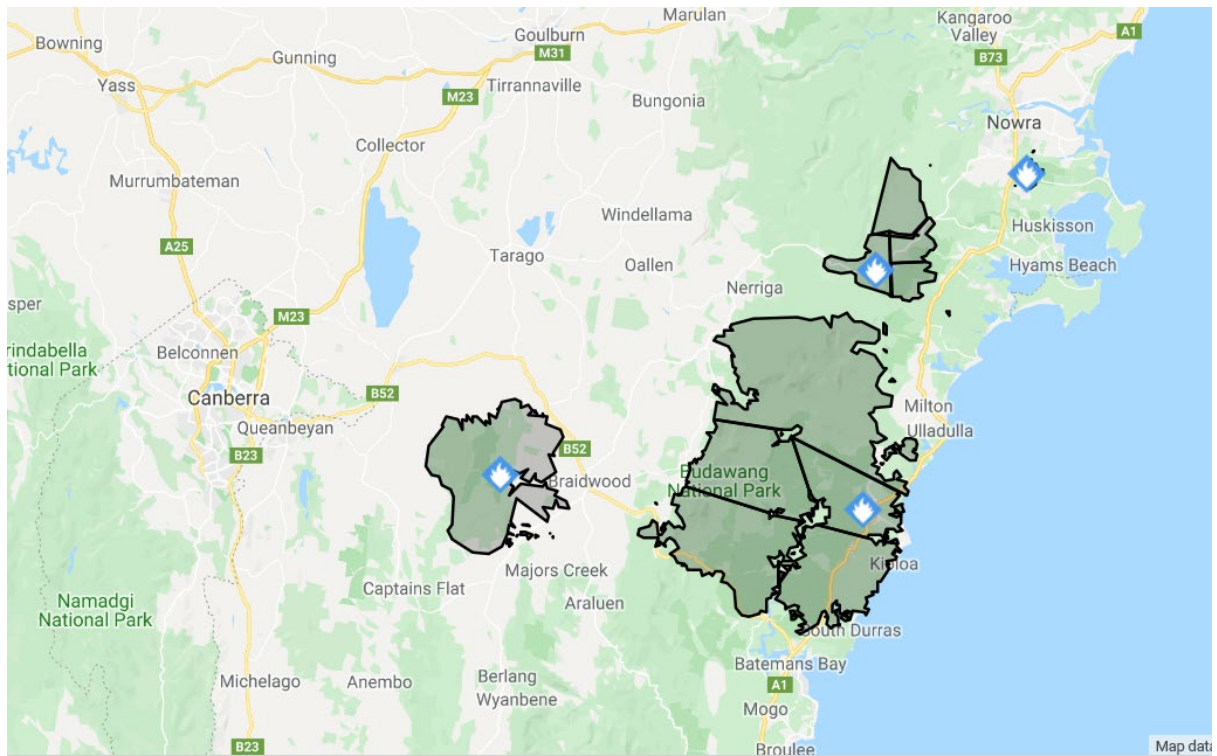 Marulan
Kangaroo
Valley
A1
Bowning
Goulburn
Gunning
M31
B73
Yass
Tirrannaville
M23
Bungonia
Nowra
Collector
Murrumbateman
Windellama
Huskisson
A25
Tarago
Oallen
Hyams Beach
Nerriga
sper
M23
rindabella
tional Park
Belconnen
B52
Canberra
Milton
Ulladulla
Queanbeyan
B23
B52
Braidwood
Budawang
National Park
Kioloa
Majors Creek
Captains Flat
Araluen
Namadgi
National Park
South Durras
Batemans Bay
Michelago
Anembo
Berlang
Wyanbene
A1
Mogo
B23
Broulee
Map data